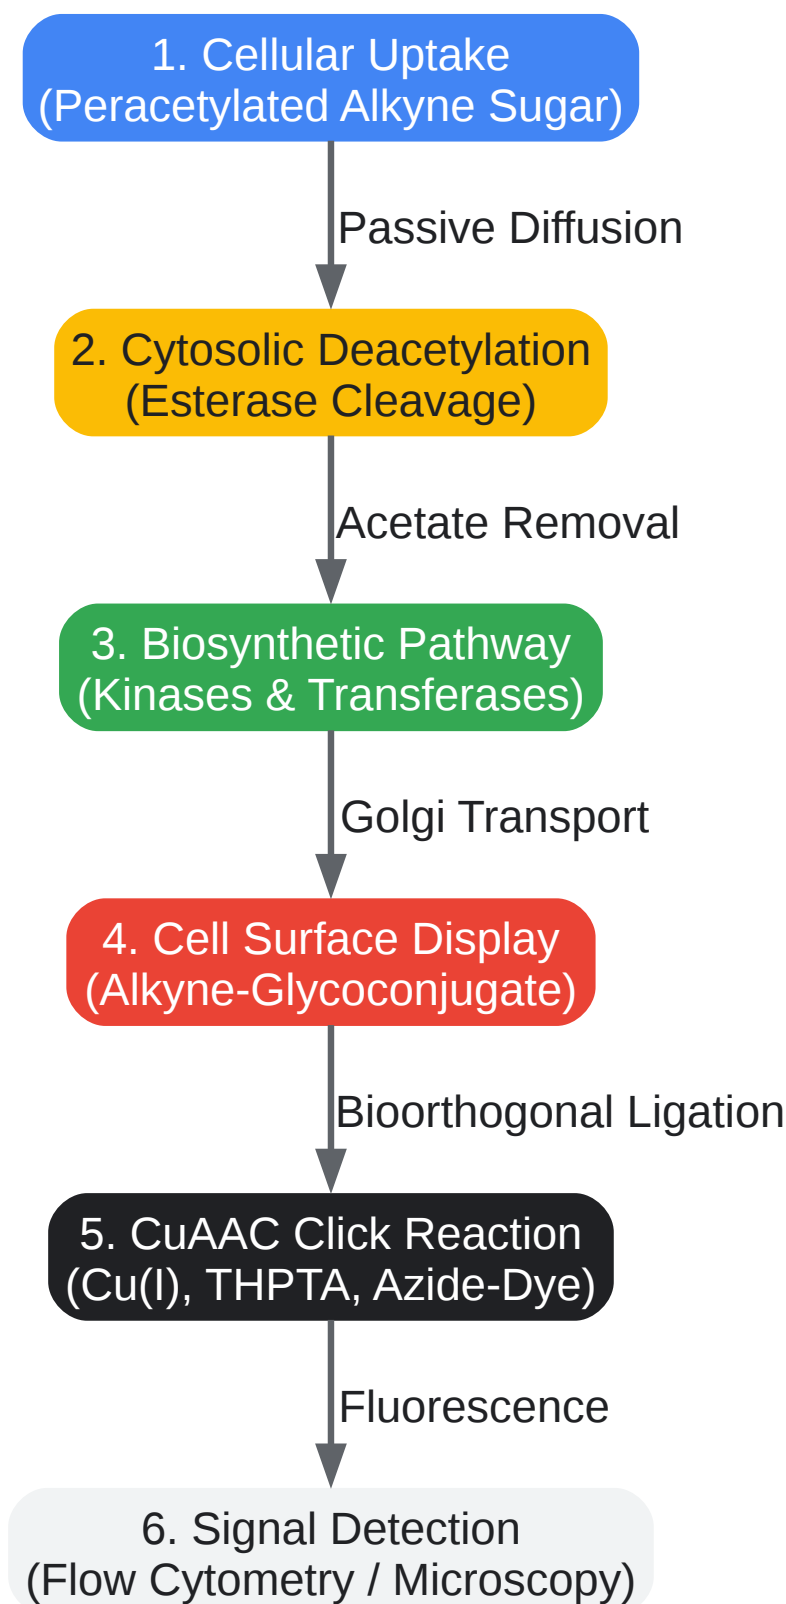 1. Cellular Uptake
(Peracetylated Alkyne Sugar)
Passive Diffusion
2. Cytosolic Deacetylation
(Esterase Cleavage)
Acetate Removal
3. Biosynthetic Pathway
(Kinases & Transferases)
Golgi Transport
4. Cell Surface Display
(Alkyne-Glycoconjugate)
Bioorthogonal Ligation
5. CuAAC Click Reaction
(Cu(I), THPTA, Azide-Dye)
Fluorescence
6. Signal Detection
(Flow Cytometry / Microscopy)